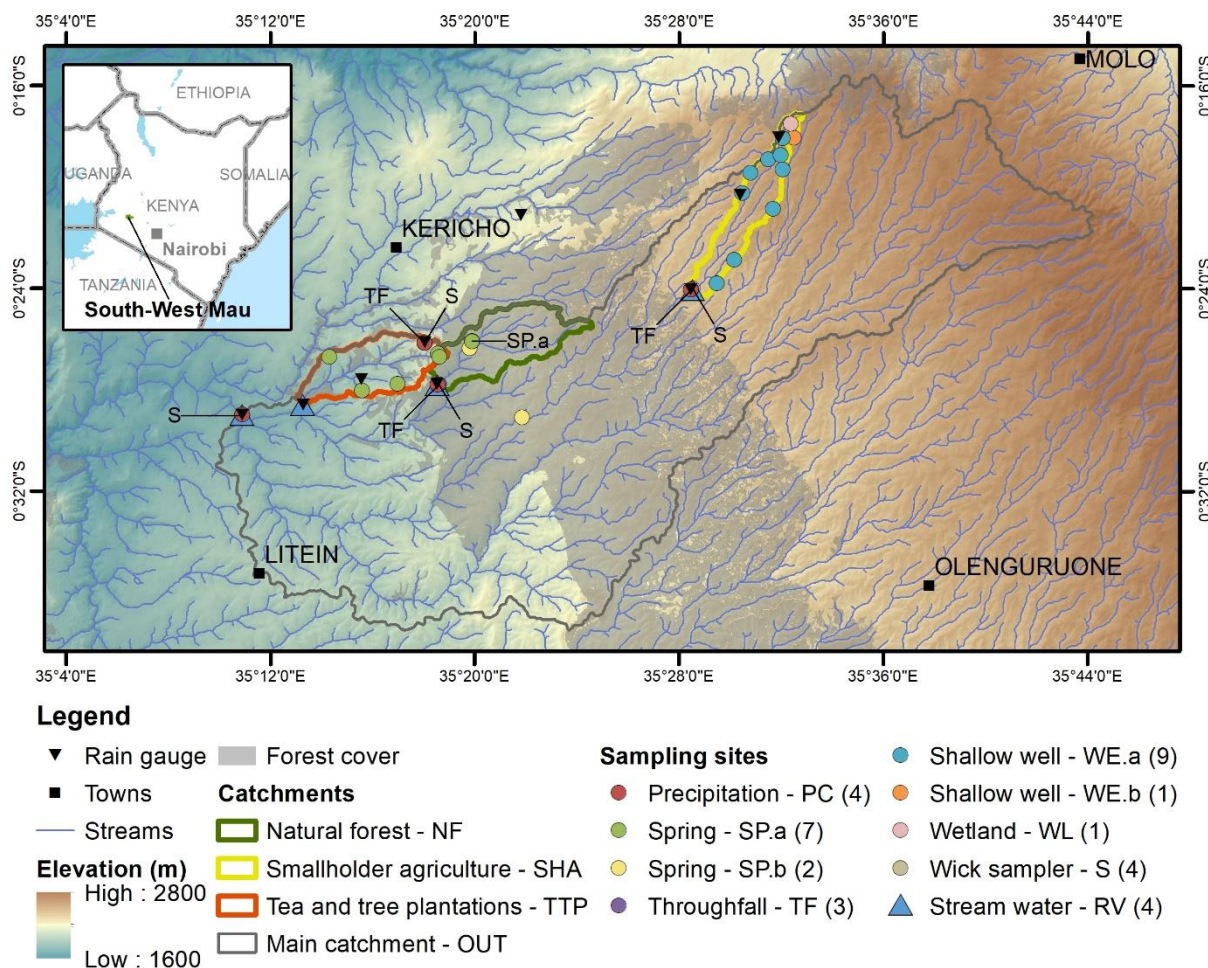 35°4'0"E 35°12'0"E 35°20'0"E 35°28'0"E 35°36'0"E 35°44'0"E
0°16'0"S
0°24'0"S
0°32'0"S
ETHIOPIA
UGANDA
SOMALIA
KENYA
Nairobi
TANZANIA
South-West Mau
MOLO
0°16'0"S
KERICHO
TF
S
SP.a
TF
S
0°24'0"S
S
TF
S
0°32'0"S
LITEIN
OLENGURUONE
35°4'0"E 35°12'0"E 35°20'0"E 35°28'0"E 35°36'0"E 35°44'0"E
Legend
Rain gauge
Towns
Streams
Elevation (m)
High : 2800
Low : 1600
Forest cover
Catchments
Natural forest - NF
Smallholder agriculture - SHA
Tea and tree plantations - TTP
Main catchment - OUT
Sampling sites
Precipitation - PC (4)
Spring - SP.a (7)
Spring - SP.b (2)
Throughfall - TF (3)
Shallow well - WE.a (9)
Shallow well - WE.b (1)
Wetland - WL (1)
Wick sampler - S (4)
Stream water - RV (4)